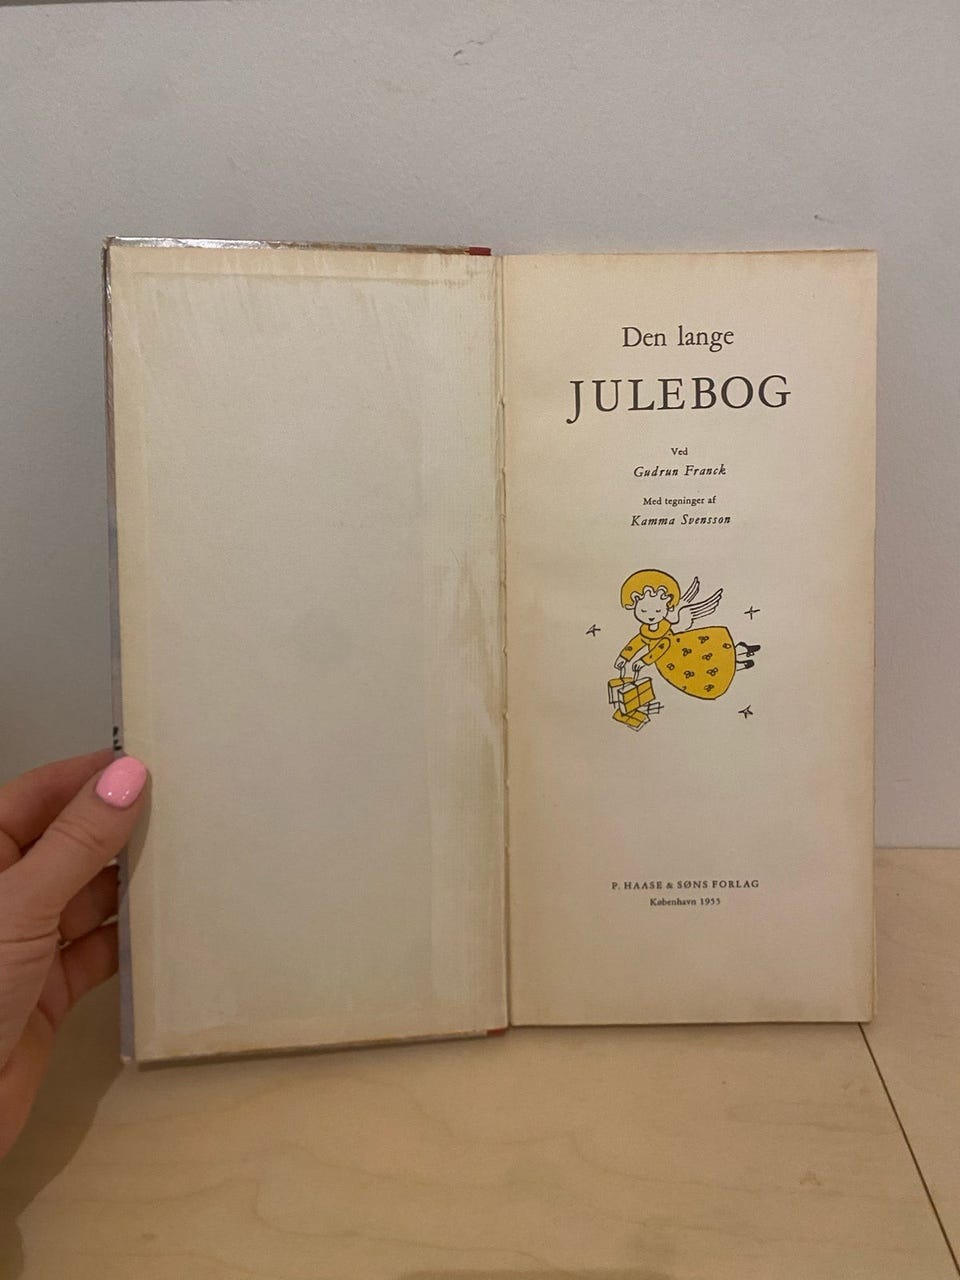 Den lange
JULEBOG
Ved
Gudrun Franck
Med tegninger af
Kamma Svensson
P. HAASE & SØNS FORLAG
København 1955